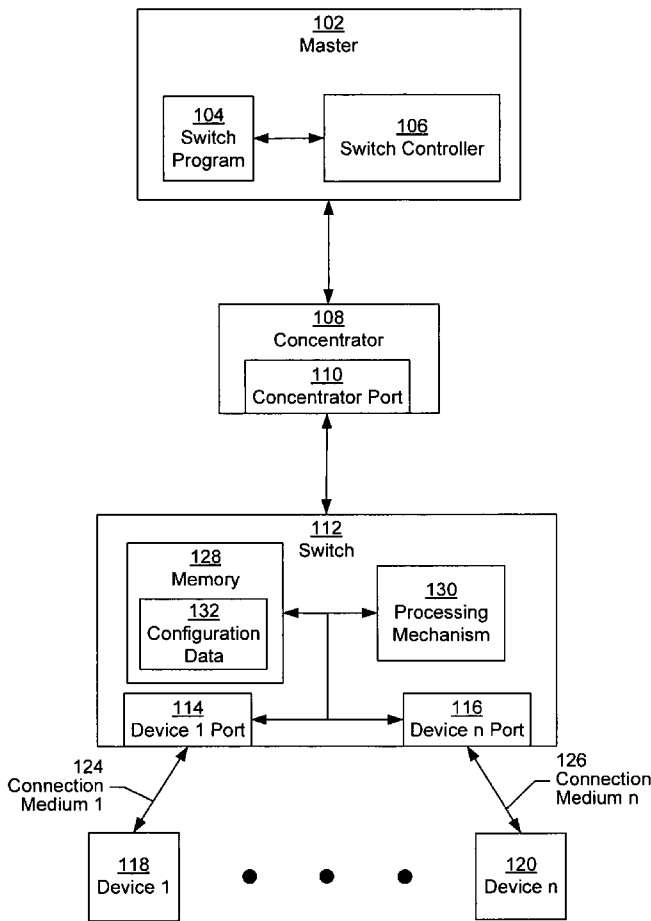 102
Master
104
Switch
Program
106
Switch Controller
108
Concentrator
110
Concentrator Port
112
Switch
128
Memory
132
Configuration
Data
130
Processing
Mechanism
114
Device 1 Port
116
Device n Port
124
Connection
Medium 1
126
Connection
Medium n
118
Device 1
120
Device n